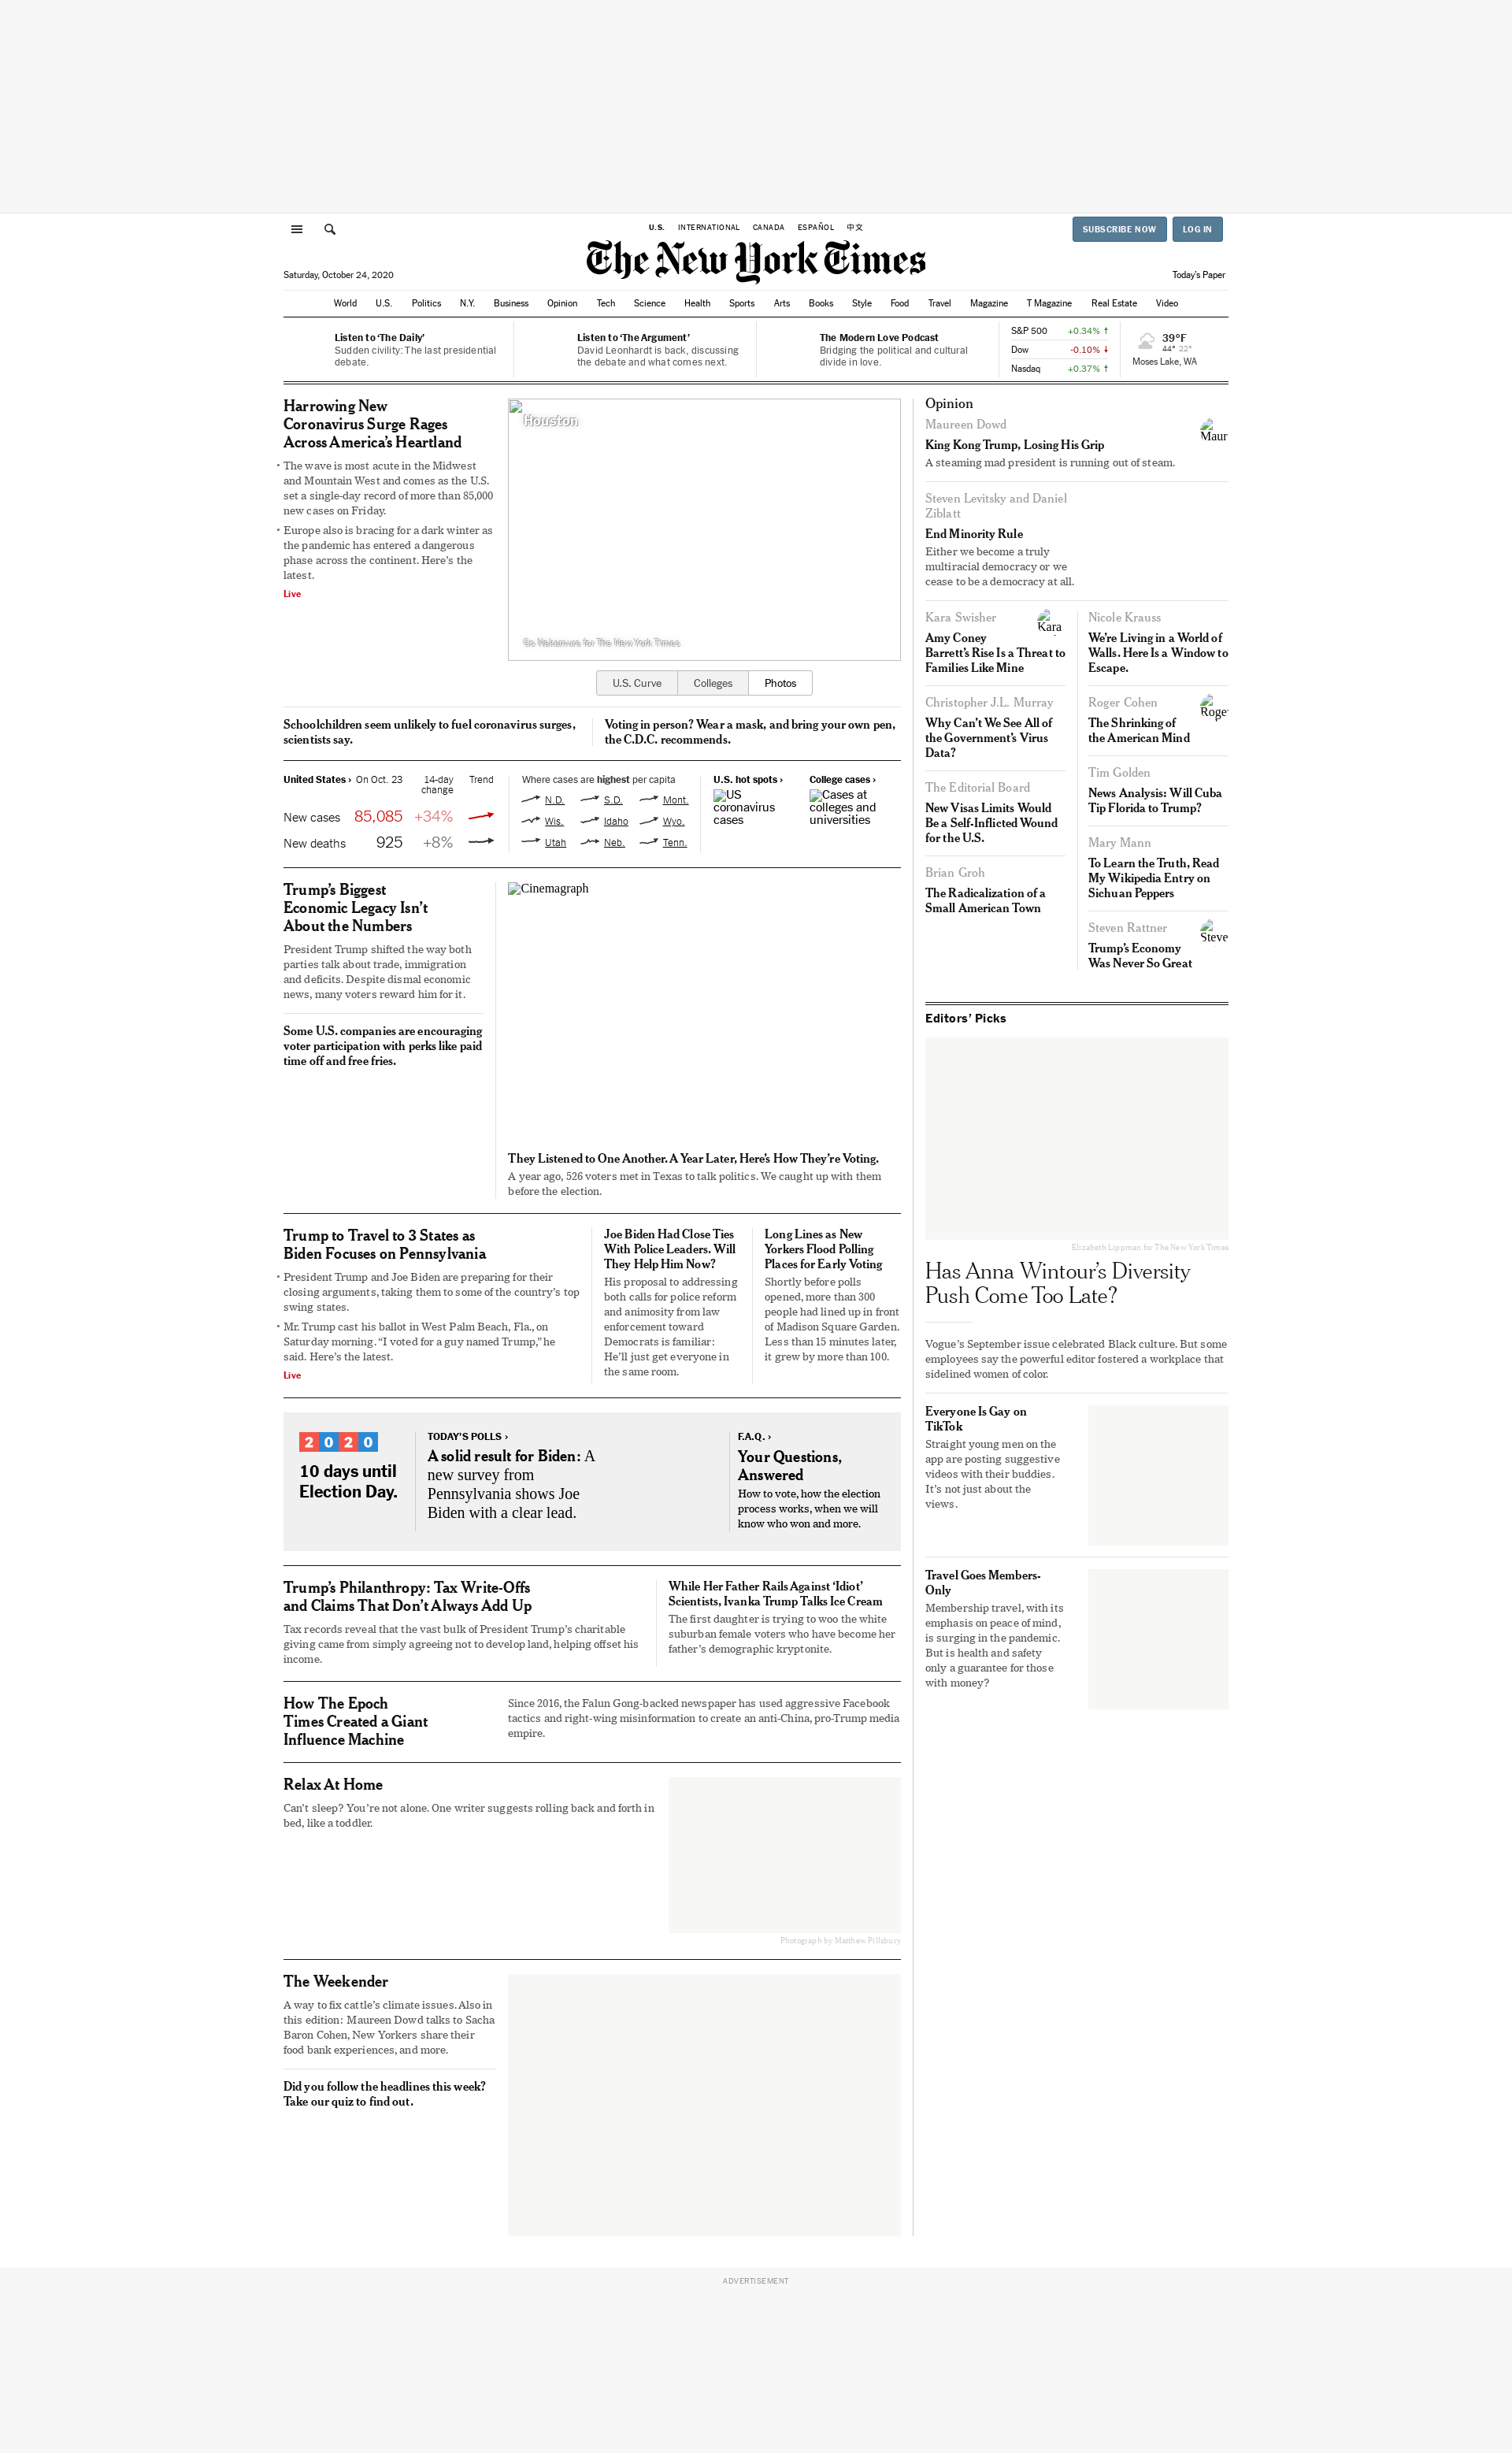 U.S. INTERNATIONAL CANADA ESPAÑOL 中文
SUBSCRIBE NOW LOG IN
The New York Times
Saturday, October 24, 2020
Today's Paper
World U.S. Politics N.Y. Business Opinion Tech Science Health Sports Arts Books Style Food Travel Magazine T Magazine Real Estate Video
Listen to ‘The Daily’
Sudden civility: The last presidential
debate.
Listen to ‘The Argument’
David Leonhardt is back, discussing
the debate and what comes next.
The Modern Love Podcast
Bridging the political and cultural
divide in love.
S&P 500 +0.34% ↑
Dow -0.10% ↓
Nasdaq +0.37% ↑
39°F
44° 22°
Moses Lake, WA
Harrowing New
Coronavirus Surge Rages
Across America’s Heartland
• The wave is most acute in the Midwest
and Mountain West and comes as the U.S.
set a single-day record of more than 85,000
new cases on Friday.
• Europe also is bracing for a dark winter as
the pandemic has entered a dangerous
phase across the continent. Here’s the
latest.
Live
Houston
Go Nakamura for The New York Times
U.S. Curve Colleges Photos
Schoolchildren seem unlikely to fuel coronavirus surges,
scientists say.
Voting in person? Wear a mask, and bring your own pen,
the C.D.C. recommends.
United States › On Oct. 23 14-day Trend
change
New cases 85,085 +34%
New deaths 925 +8%
Where cases are highest per capita
N.D. S.D. Mont.
Wis. Idaho Wyo.
Utah Neb. Tenn.
U.S. hot spots ›
US
coronavirus
cases
College cases ›
Cases at
colleges and
universities
Trump’s Biggest
Economic Legacy Isn’t
About the Numbers
President Trump shifted the way both
parties talk about trade, immigration
and deficits. Despite dismal economic
news, many voters reward him for it.
Some U.S. companies are encouraging
voter participation with perks like paid
time off and free fries.
Cinemagraph
They Listened to One Another. A Year Later, Here’s How They’re Voting.
A year ago, 526 voters met in Texas to talk politics. We caught up with them
before the election.
Trump to Travel to 3 States as
Biden Focuses on Pennsylvania
• President Trump and Joe Biden are preparing for their
closing arguments, taking them to some of the country’s top
swing states.
• Mr. Trump cast his ballot in West Palm Beach, Fla., on
Saturday morning. “I voted for a guy named Trump,” he
said. Here’s the latest.
Live
Joe Biden Had Close Ties
With Police Leaders. Will
They Help Him Now?
His proposal to addressing
both calls for police reform
and animosity from law
enforcement toward
Democrats is familiar:
He’ll just get everyone in
the same room.
Long Lines as New
Yorkers Flood Polling
Places for Early Voting
Shortly before polls
opened, more than 300
people had lined up in front
of Madison Square Garden.
Less than 15 minutes later,
it grew by more than 100.
2020
10 days until
Election Day.
TODAY’S POLLS ›
A solid result for Biden: A
new survey from
Pennsylvania shows Joe
Biden with a clear lead.
F.A.Q. ›
Your Questions,
Answered
How to vote, how the election
process works, when we will
know who won and more.
Trump’s Philanthropy: Tax Write-Offs
and Claims That Don’t Always Add Up
Tax records reveal that the vast bulk of President Trump’s charitable
giving came from simply agreeing not to develop land, helping offset his
income.
While Her Father Rails Against ‘Idiot’
Scientists, Ivanka Trump Talks Ice Cream
The first daughter is trying to woo the white
suburban female voters who have become her
father’s demographic kryptonite.
How The Epoch
Times Created a Giant
Influence Machine
Since 2016, the Falun Gong-backed newspaper has used aggressive Facebook
tactics and right-wing misinformation to create an anti-China, pro-Trump media
empire.
Relax At Home
Can’t sleep? You’re not alone. One writer suggests rolling back and forth in
bed, like a toddler.
Photograph by Matthew Pillsbury
The Weekender
A way to fix cattle’s climate issues. Also in
this edition: Maureen Dowd talks to Sacha
Baron Cohen, New Yorkers share their
food bank experiences, and more.
Did you follow the headlines this week?
Take our quiz to find out.
Opinion
Maureen Dowd
Maur
King Kong Trump, Losing His Grip
A steaming mad president is running out of steam.
Steven Levitsky and Daniel
Ziblatt
End Minority Rule
Either we become a truly
multiracial democracy or we
cease to be a democracy at all.
Kara Swisher
Kara
Amy Coney
Barrett’s Rise Is a Threat to
Families Like Mine
Christopher J.L. Murray
Why Can’t We See All of
the Government’s Virus
Data?
The Editorial Board
New Visas Limits Would
Be a Self-Inflicted Wound
for the U.S.
Brian Groh
The Radicalization of a
Small American Town
Nicole Krauss
We’re Living in a World of
Walls. Here Is a Window to
Escape.
Roger Cohen
Roger
The Shrinking of
the American Mind
Tim Golden
News Analysis: Will Cuba
Tip Florida to Trump?
Mary Mann
To Learn the Truth, Read
My Wikipedia Entry on
Sichuan Peppers
Steven Rattner
Steve
Trump’s Economy
Was Never So Great
Editors’ Picks
Elizabeth Lippman for The New York Times
Has Anna Wintour’s Diversity
Push Come Too Late?
Vogue’s September issue celebrated Black culture. But some
employees say the powerful editor fostered a workplace that
sidelined women of color.
Everyone Is Gay on
TikTok
Straight young men on the
app are posting suggestive
videos with their buddies.
It’s not just about the
views.
Travel Goes Members-
Only
Membership travel, with its
emphasis on peace of mind,
is surging in the pandemic.
But is health and safety
only a guarantee for those
with money?
ADVERTISEMENT